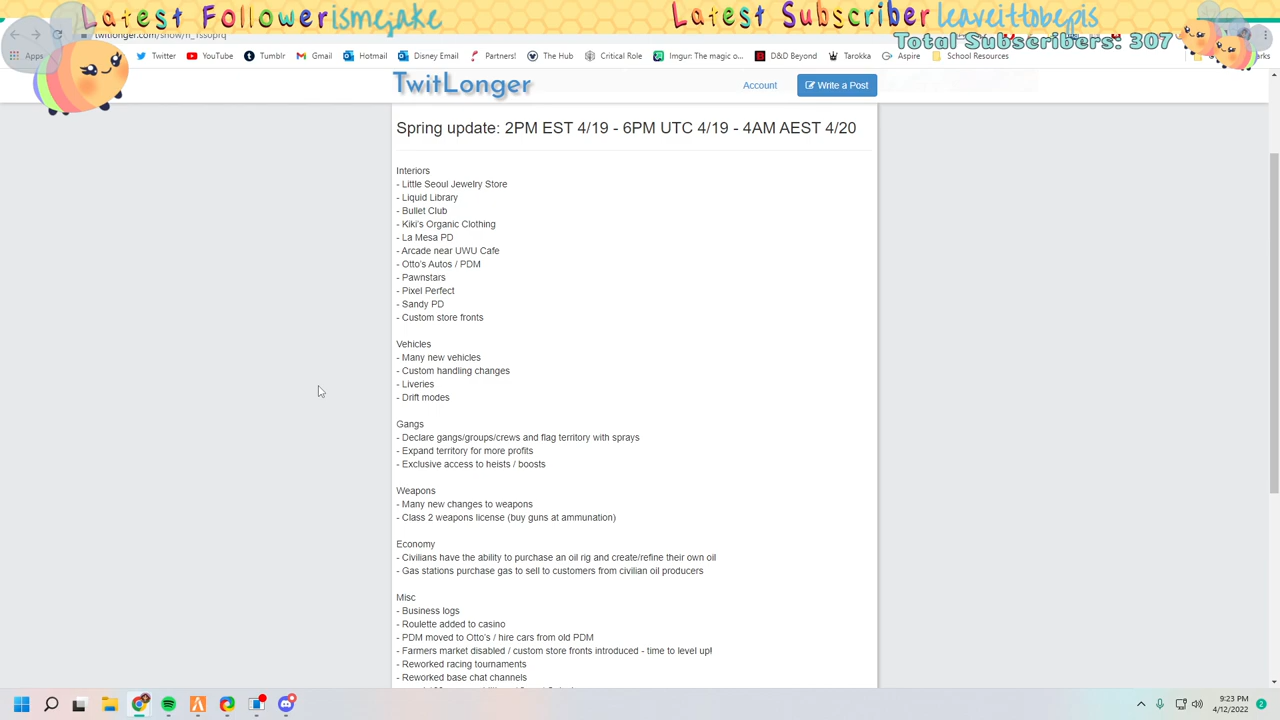 Latest Follower ismejake
Latest Subscriber leaveittobepis
Total Subscribers: 307
Apps
Twitter
YouTube
Tumblr
Gmail
Hotmail
Disney Email
Partners!
The Hub
Critical Role
Imgur: The magic o...
D&D Beyond
Tarokka
Aspire
School Resources
TwitLonger
Account
Write a Post
Spring update: 2PM EST 4/19 - 6PM UTC 4/19 - 4AM AEST 4/20
Interiors
- Little Seoul Jewelry Store
- Liquid Library
- Bullet Club
- Kiki's Organic Clothing
- La Mesa PD
- Arcade near UWU Cafe
- Otto's Autos / PDM
- Pawnstars
- Pixel Perfect
- Sandy PD
- Custom store fronts
Vehicles
- Many new vehicles
- Custom handling changes
- Liveries
- Drift modes
Gangs
- Declare gangs/groups/crews and flag territory with sprays
- Expand territory for more profits
- Exclusive access to heists / boosts
Weapons
- Many new changes to weapons
- Class 2 weapons license (buy guns at ammunation)
Economy
- Civilians have the ability to purchase an oil rig and create/refine their own oil
- Gas stations purchase gas to sell to customers from civilian oil producers
Misc
- Business logs
- Roulette added to casino
- PDM moved to Otto's / hire cars from old PDM
- Farmers market disabled / custom store fronts introduced - time to level up!
- Reworked racing tournaments
- Reworked base chat channels
9:23 PM
4/12/2022
2